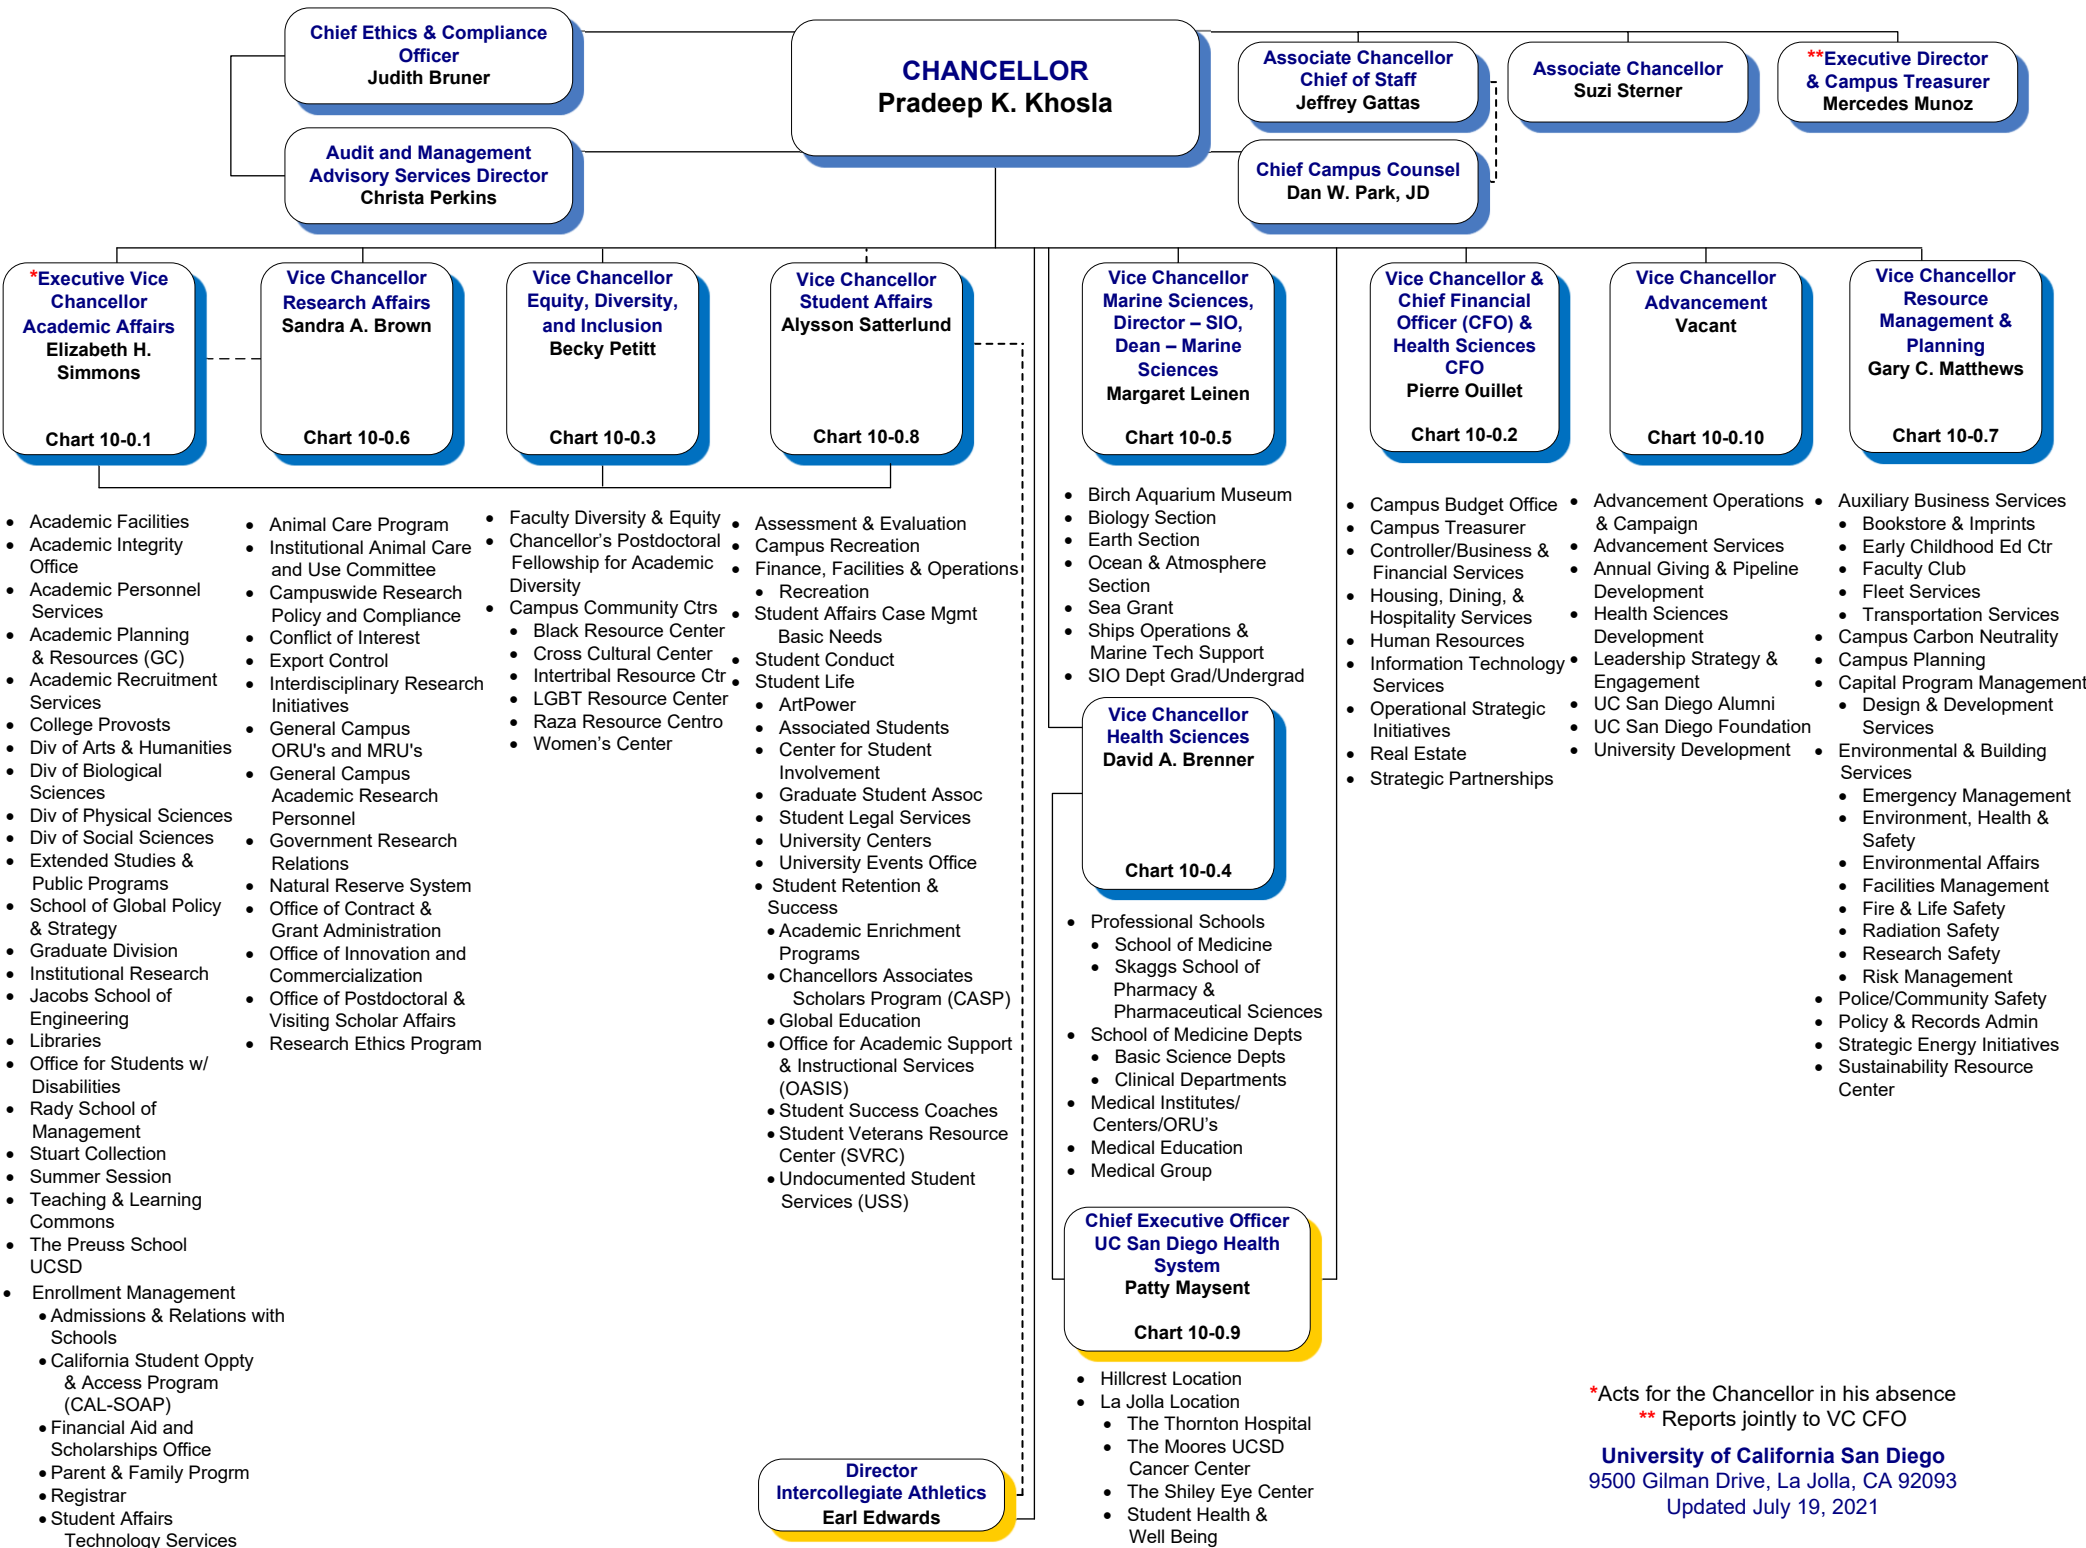 Chief Ethics & Compliance
Officer
Judith Bruner
CHANCELLOR
Pradeep K. Khosla
Associate Chancellor
Chief of Staff
Jeffrey Gattas
Associate Chancellor
Suzi Sterner
**Executive Director
& Campus Treasurer
Mercedes Munoz
Audit and Management
Advisory Services Director
Christa Perkins
Chief Campus Counsel
Dan W. Park, JD
*Executive Vice
Chancellor
Academic Affairs
Elizabeth H.
Simmons
Chart 10-0.1
Vice Chancellor
Research Affairs
Sandra A. Brown
Chart 10-0.6
Vice Chancellor
Equity, Diversity,
and Inclusion
Becky Petitt
Chart 10-0.3
Vice Chancellor
Student Affairs
Alysson Satterlund
Chart 10-0.8
Vice Chancellor
Marine Sciences,
Director – SIO,
Dean – Marine
Sciences
Margaret Leinen
Chart 10-0.5
Vice Chancellor &
Chief Financial
Officer (CFO) &
Health Sciences
CFO
Pierre Ouillet
Chart 10-0.2
Vice Chancellor
Advancement
Vacant
Chart 10-0.10
Vice Chancellor
Resource
Management &
Planning
Gary C. Matthews
Chart 10-0.7
• Academic Facilities
• Academic Integrity
Office
• Academic Personnel
Services
• Academic Planning
& Resources (GC)
• Academic Recruitment
Services
• College Provosts
• Div of Arts & Humanities
• Div of Biological
Sciences
• Div of Physical Sciences
• Div of Social Sciences
• Extended Studies &
Public Programs
• School of Global Policy
& Strategy
• Graduate Division
• Institutional Research
• Jacobs School of
Engineering
• Libraries
• Office for Students w/
Disabilities
• Rady School of
Management
• Stuart Collection
• Summer Session
• Teaching & Learning
Commons
• The Preuss School
UCSD
• Enrollment Management
• Admissions & Relations with
Schools
• California Student Oppty
& Access Program
(CAL-SOAP)
• Financial Aid and
Scholarships Office
• Parent & Family Progrm
• Registrar
• Student Affairs
Technology Services
• Animal Care Program
• Institutional Animal Care
and Use Committee
• Campuswide Research
Policy and Compliance
• Conflict of Interest
• Export Control
• Interdisciplinary Research
Initiatives
• General Campus
ORU's and MRU's
• General Campus
Academic Research
Personnel
• Government Research
Relations
• Natural Reserve System
• Office of Contract &
Grant Administration
• Office of Innovation and
Commercialization
• Office of Postdoctoral &
Visiting Scholar Affairs
• Research Ethics Program
• Faculty Diversity & Equity
• Chancellor’s Postdoctoral
Fellowship for Academic
Diversity
• Campus Community Ctrs
• Black Resource Center
• Cross Cultural Center
• Intertribal Resource Ctr
• LGBT Resource Center
• Raza Resource Centro
• Women’s Center
• Assessment & Evaluation
• Campus Recreation
• Finance, Facilities & Operations
• Recreation
• Student Affairs Case Mgmt
Basic Needs
• Student Conduct
• Student Life
• ArtPower
• Associated Students
• Center for Student
Involvement
• Graduate Student Assoc
• Student Legal Services
• University Centers
• University Events Office
• Student Retention &
Success
• Academic Enrichment
Programs
• Chancellors Associates
Scholars Program (CASP)
• Global Education
• Office for Academic Support
& Instructional Services
(OASIS)
• Student Success Coaches
• Student Veterans Resource
Center (SVRC)
• Undocumented Student
Services (USS)
Director
Intercollegiate Athletics
Earl Edwards
• Birch Aquarium Museum
• Biology Section
• Earth Section
• Ocean & Atmosphere
Section
• Sea Grant
• Ships Operations &
Marine Tech Support
• SIO Dept Grad/Undergrad
Vice Chancellor
Health Sciences
David A. Brenner
Chart 10-0.4
• Professional Schools
• School of Medicine
• Skaggs School of
Pharmacy &
Pharmaceutical Sciences
• School of Medicine Depts
• Basic Science Depts
• Clinical Departments
• Medical Institutes/
Centers/ORU’s
• Medical Education
• Medical Group
Chief Executive Officer
UC San Diego Health
System
Patty Maysent
Chart 10-0.9
• Hillcrest Location
• La Jolla Location
• The Thornton Hospital
• The Moores UCSD
Cancer Center
• The Shiley Eye Center
• Student Health &
Well Being
• Campus Budget Office
• Campus Treasurer
• Controller/Business &
Financial Services
• Housing, Dining, &
Hospitality Services
• Human Resources
• Information Technology
Services
• Operational Strategic
Initiatives
• Real Estate
• Strategic Partnerships
• Advancement Operations
& Campaign
• Advancement Services
• Annual Giving & Pipeline
Development
• Health Sciences
Development
• Leadership Strategy &
Engagement
• UC San Diego Alumni
• UC San Diego Foundation
• University Development
• Auxiliary Business Services
• Bookstore & Imprints
• Early Childhood Ed Ctr
• Faculty Club
• Fleet Services
• Transportation Services
• Campus Carbon Neutrality
• Campus Planning
• Capital Program Management
• Design & Development
Services
• Environmental & Building
Services
• Emergency Management
• Environment, Health &
Safety
• Environmental Affairs
• Facilities Management
• Fire & Life Safety
• Radiation Safety
• Research Safety
• Risk Management
• Police/Community Safety
• Policy & Records Admin
• Strategic Energy Initiatives
• Sustainability Resource
Center
*Acts for the Chancellor in his absence
** Reports jointly to VC CFO
University of California San Diego
9500 Gilman Drive, La Jolla, CA 92093
Updated July 19, 2021